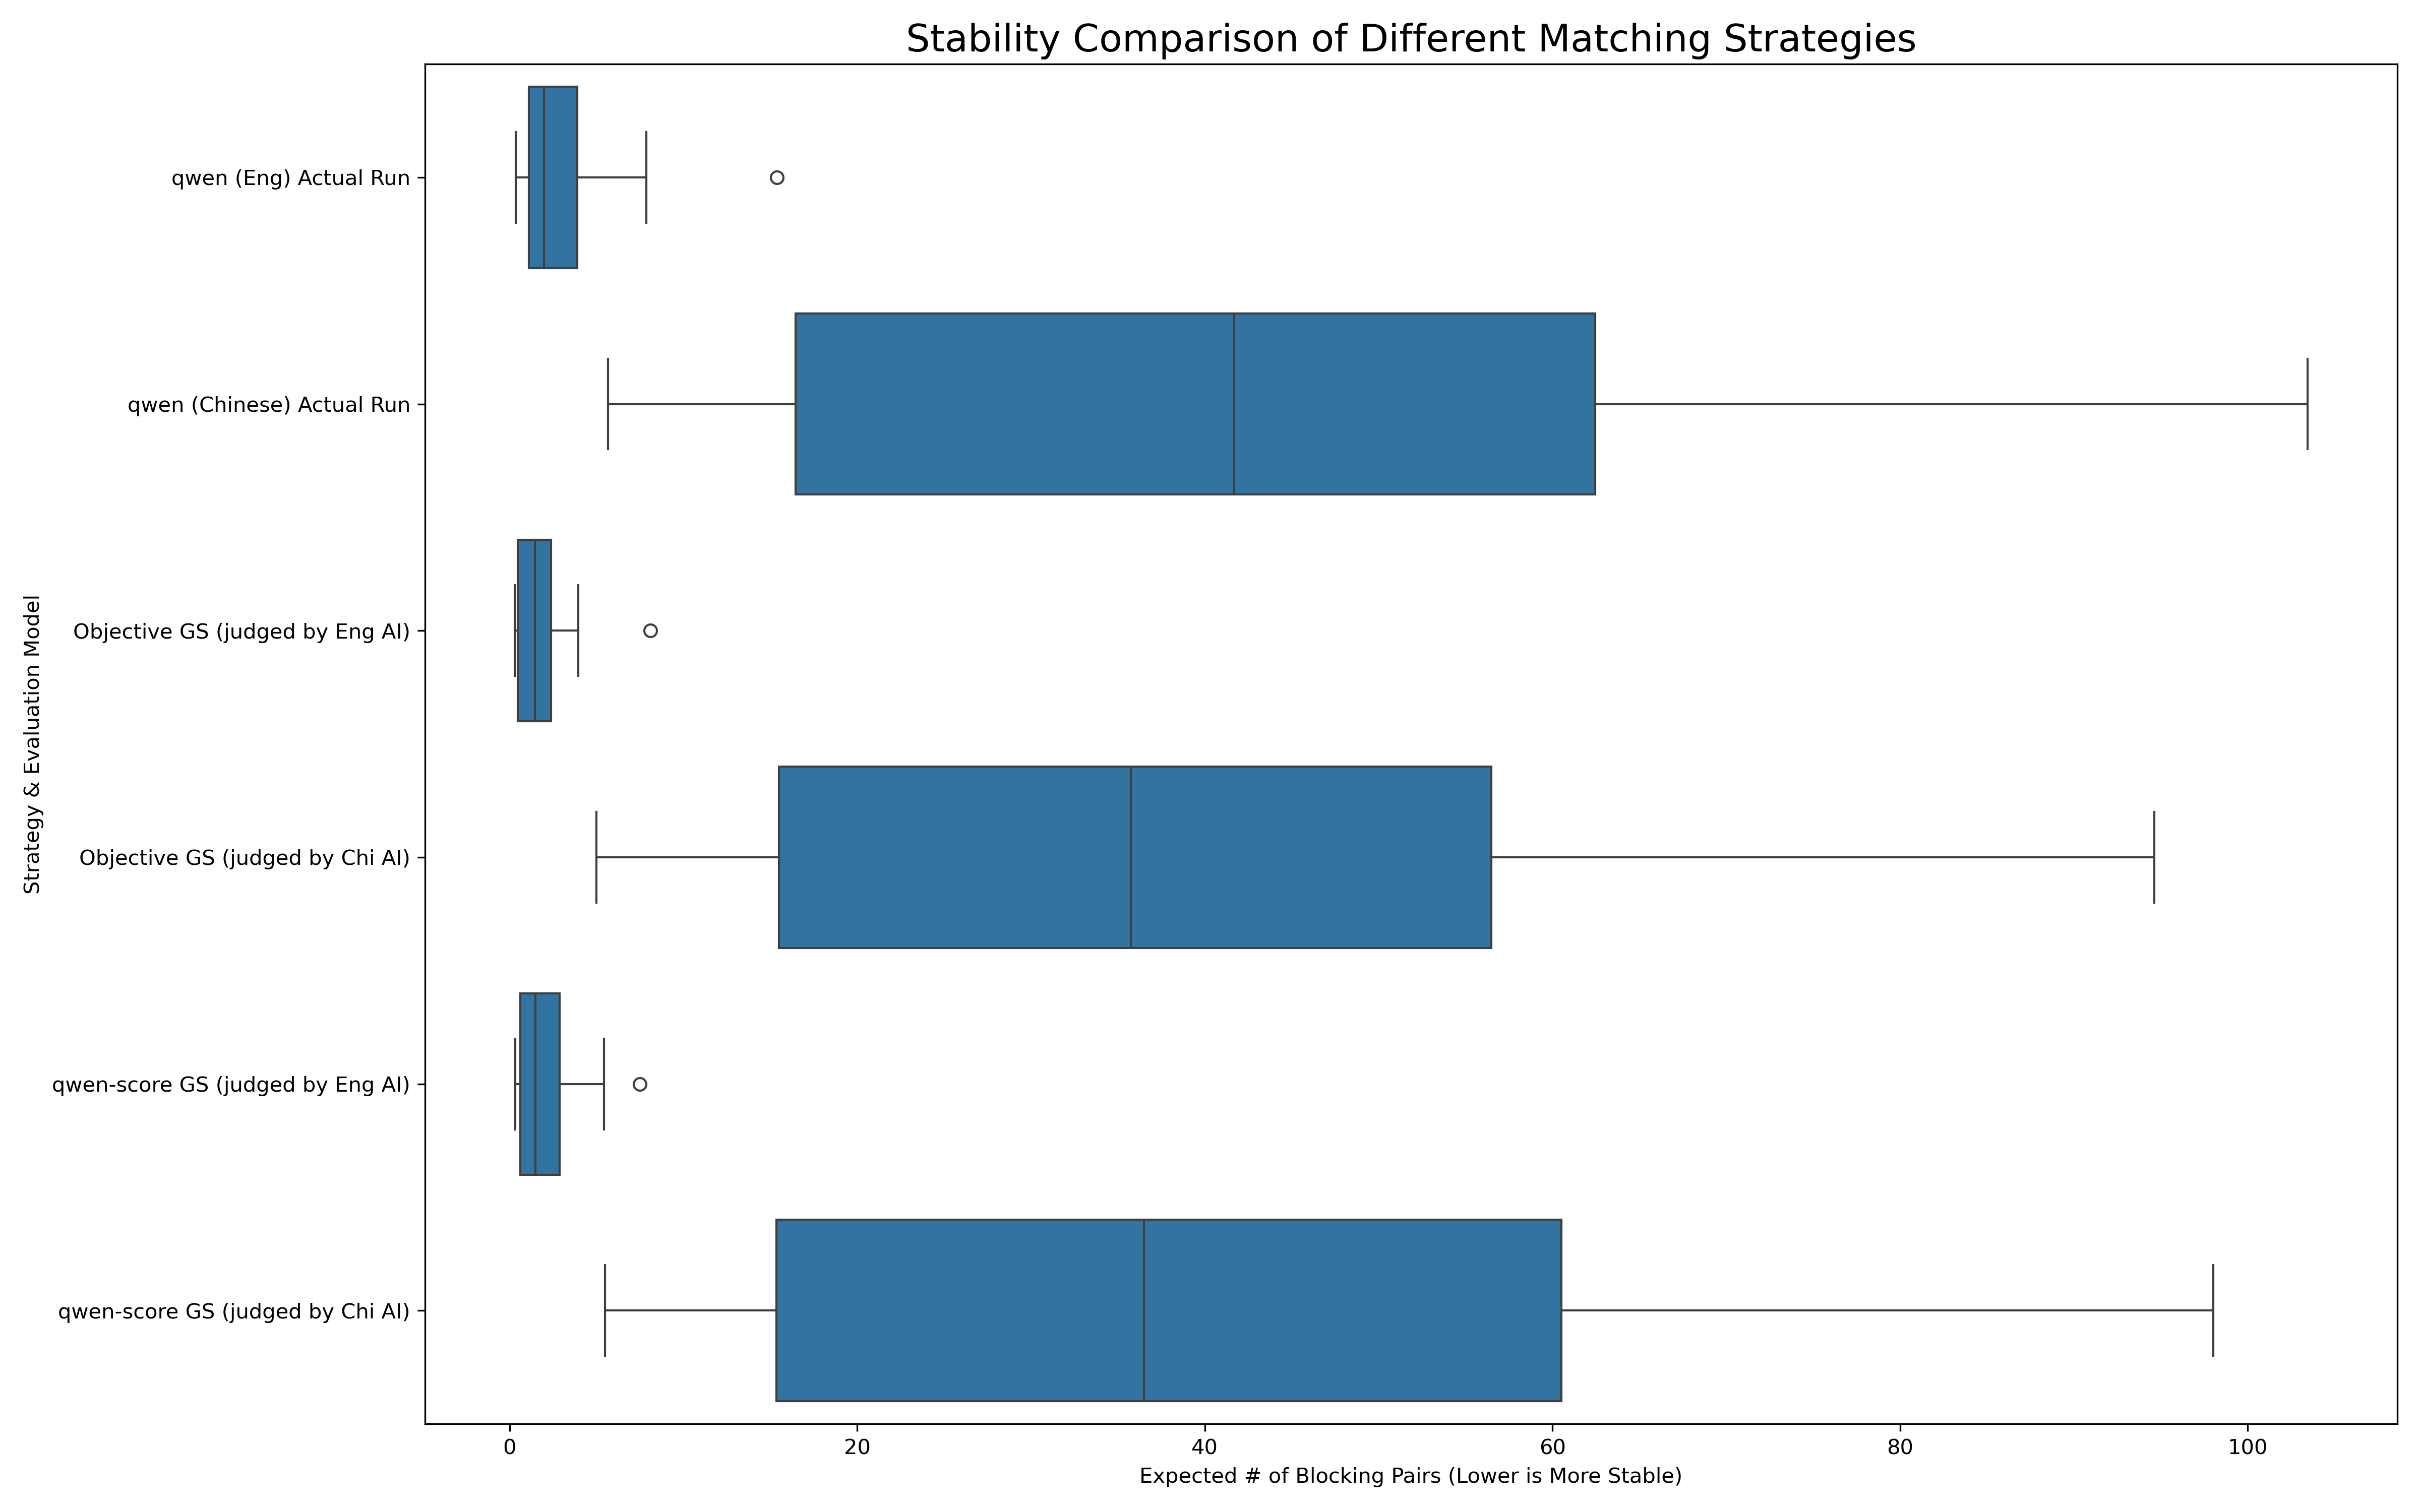 Stability Comparison of Different Matching Strategies
Strategy & Evaluation Model
qwen (Eng) Actual Run
qwen (Chinese) Actual Run
Objective GS (judged by Eng AI)
Objective GS (judged by Chi AI)
qwen-score GS (judged by Eng AI)
qwen-score GS (judged by Chi AI)
0 20 40 60 80 100
Expected # of Blocking Pairs (Lower is More Stable)